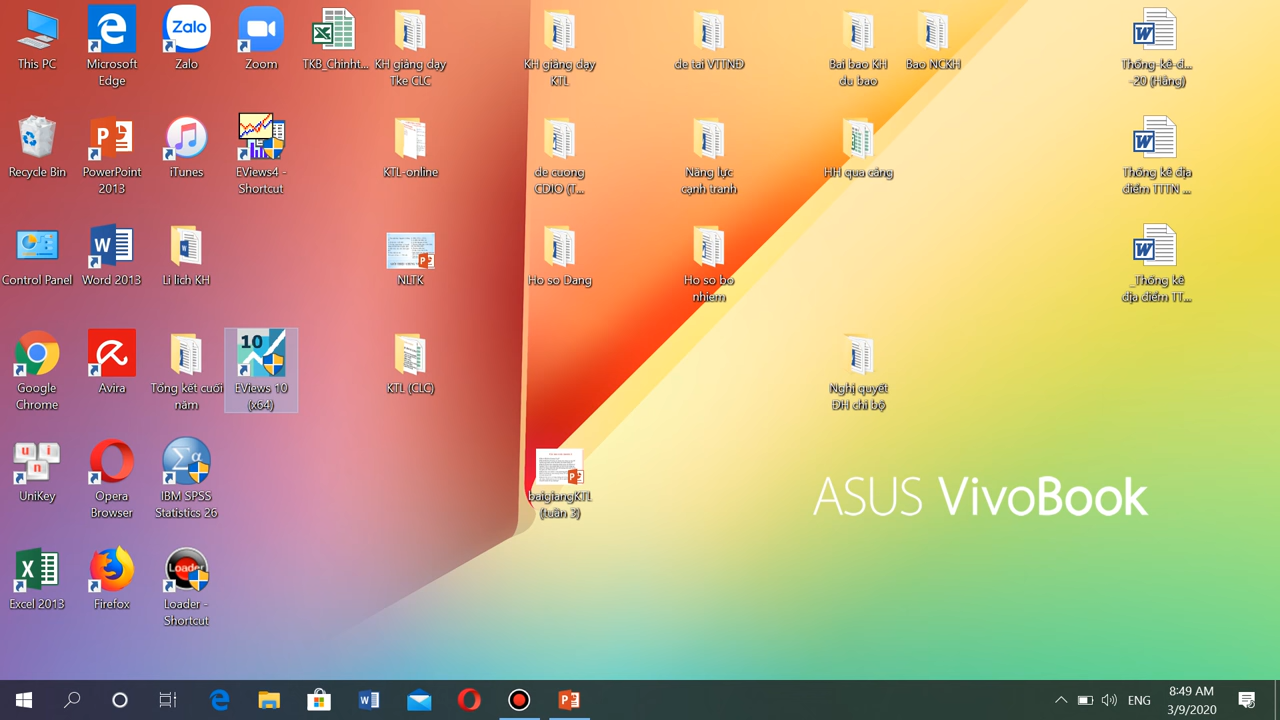 This PC
Microsoft
Edge
Zalo
Zoom
TKB_Chinht...
KH giảng dạy
Tke CLC
KH giảng dạy
KTL
de tai VTTNĐ
Bai bao KH
du bao
Bao NCKH
Thống-kê-d...
-20 (Hằng)
Recycle Bin
PowerPoint
2013
iTunes
EViews4 -
Shortcut
KTL-online
de cuong
CDIO (T...
Năng lực
cạnh tranh
HH qua cảng
Thống kê địa
điểm TTTN ...
Control Panel
Word 2013
Li lich KH
NLTK
Ho so Dang
Ho so bo
nhiem
_Thống kê
địa điểm TT...
Google
Chrome
Avira
Tổng kết cuối
năm
10
EViews 10
(x64)
KTL (CLC)
Nghị quyết
ĐH chi bộ
UniKey
Opera
Browser
IBM SPSS
Statistics 26
baigiangKTL
(tuần 3)
ASUS VivoBook
Excel 2013
Firefox
Loader
Loader -
Shortcut
ENG
8:49 AM
3/9/2020